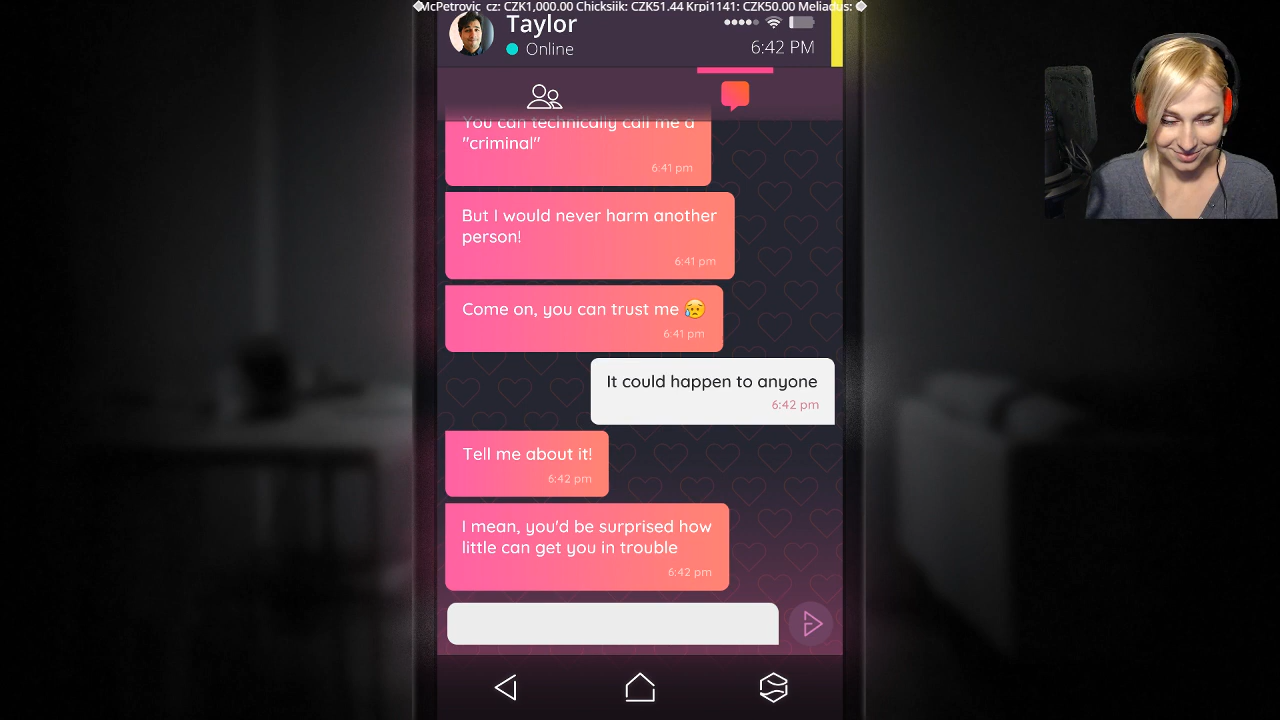 McPetrovic_cz: CZK1,000.00 Chicksiik: CZK51.44 Krpi1141: CZK50.00 Meliadus:
Taylor
Online
6:42 PM
You can technically call me a
"criminal"
6:41 pm
But I would never harm another
person!
6:41 pm
Come on, you can trust me 😥
6:41 pm
It could happen to anyone
6:42 pm
Tell me about it!
6:42 pm
I mean, you'd be surprised how
little can get you in trouble
6:42 pm